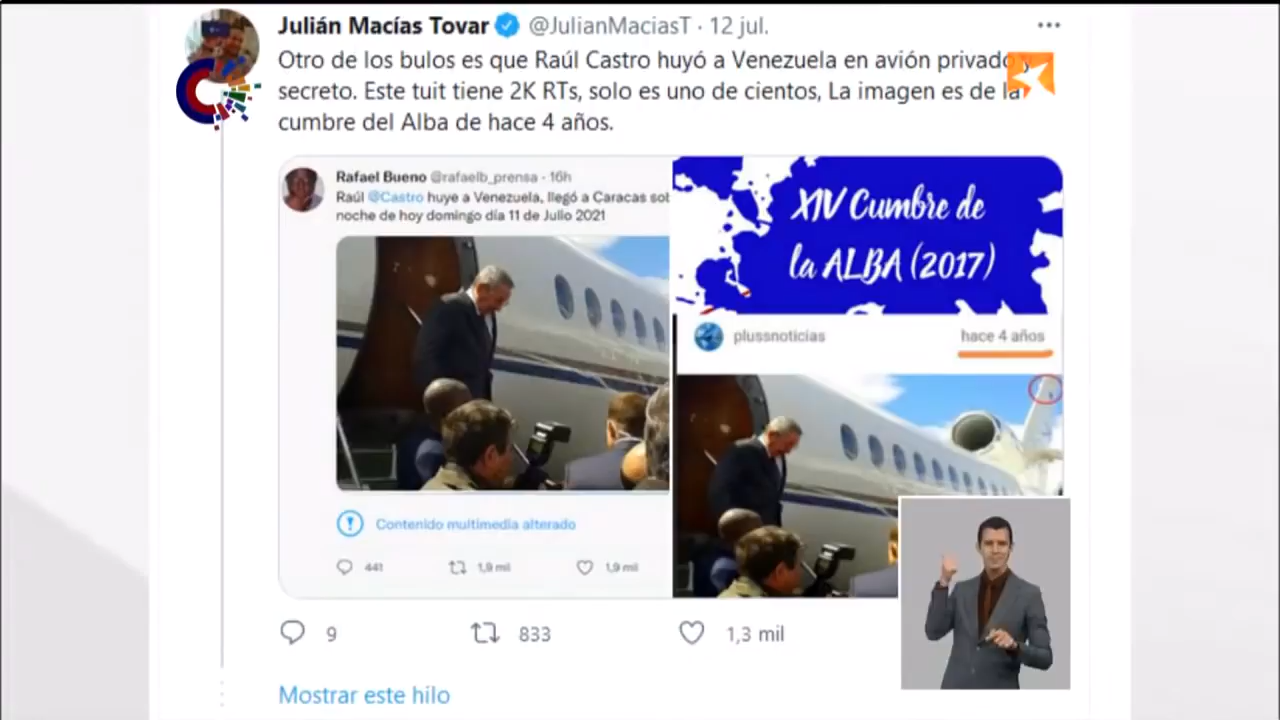 Julián Macías Tovar @JulianMaciasT · 12 jul.
Otro de los bulos es que Raúl Castro huyó a Venezuela en avión privado y
secreto. Este tuit tiene 2K RTs, solo es uno de cientos, La imagen es de la
cumbre del Alba de hace 4 años.
Rafael Bueno @rafaelb_prensa · 16h
Raúl @Castro huye a Venezuela, llegó a Caracas sob
noche de hoy domingo día 11 de Julio 2021
XIV Cumbre de
la ALBA (2017)
plussnoticias hace 4 años
Contenido multimedia alterado
441 1,9 mil 1,9 mil
9 833 1,3 mil
Mostrar este hilo